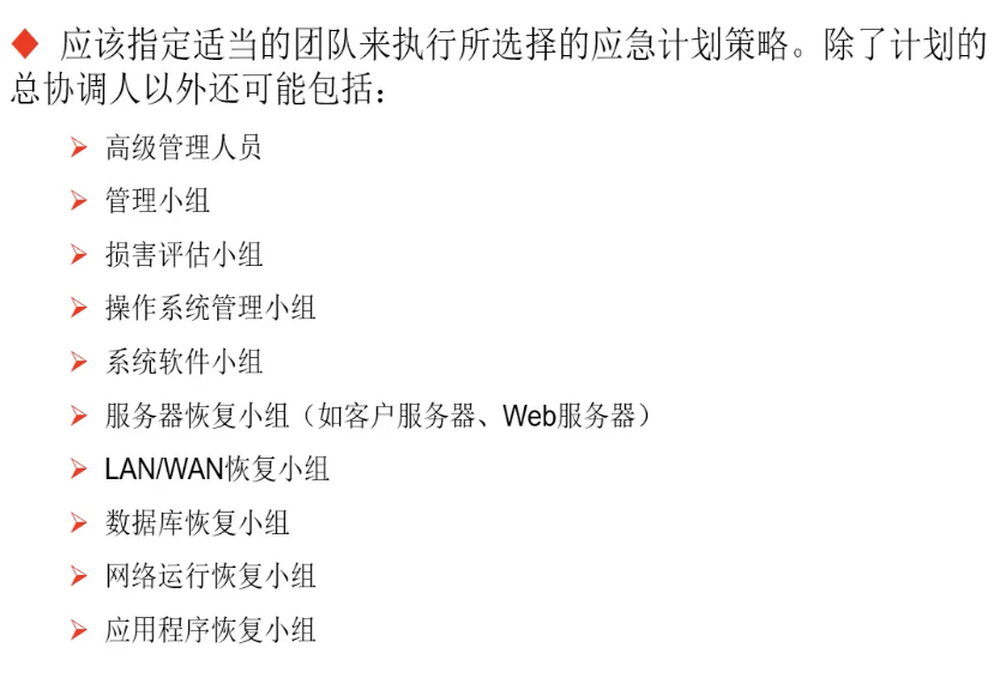 应该指定适当的团队来执行所选择的应急计划策略。除了计划的
总协调人以外还可能包括：
高级管理人员
管理小组
损害评估小组
操作系统管理小组
系统软件小组
服务器恢复小组（如客户服务器、Web服务器）
LAN/WAN恢复小组
数据库恢复小组
网络运行恢复小组
应用程序恢复小组